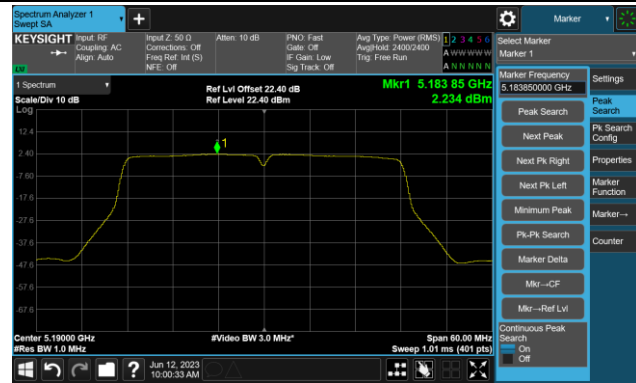 Spectrum Analyzer 1
Swept SA
Marker
KEYSIGHT
Input: RF
Coupling: AC
Align: Auto
Input Z: 50 Ω
Corrections: Off
Freq Ref: Int (S)
NFE: Off
Atten: 10 dB
PNO: Fast
Gate: Off
IF Gain: Low
Sig Track: Off
Avg Type: Power (RMS)
Avg|Hold: 2400/2400
Trig: Free Run
1 2 3 4 5 6
A W W W W W
A N N N N N
Select Marker
Marker 1
1 Spectrum
Scale/Div 10 dB
Log
Ref Lvl Offset 22.40 dB
Ref Level 22.40 dBm
Mkr1 5.183 85 GHz
2.234 dBm
12.4
2.40
-7.60
-17.6
-27.6
-37.6
-47.6
-57.6
-67.6
1
Center 5.19000 GHz
#Res BW 1.0 MHz
#Video BW 3.0 MHz*
Span 60.00 MHz
Sweep 1.01 ms (401 pts)
Marker Frequency
5.183850000 GHz
Peak Search
Next Peak
Next Pk Right
Next Pk Left
Minimum Peak
Pk-Pk Search
Marker Delta
Mkr→CF
Mkr→Ref Lvl
Continuous Peak
Search
On
Off
Settings
Peak
Search
Pk Search
Config
Properties
Marker
Function
Marker→
Counter
?
Jun 12, 2023
10:00:33 AM